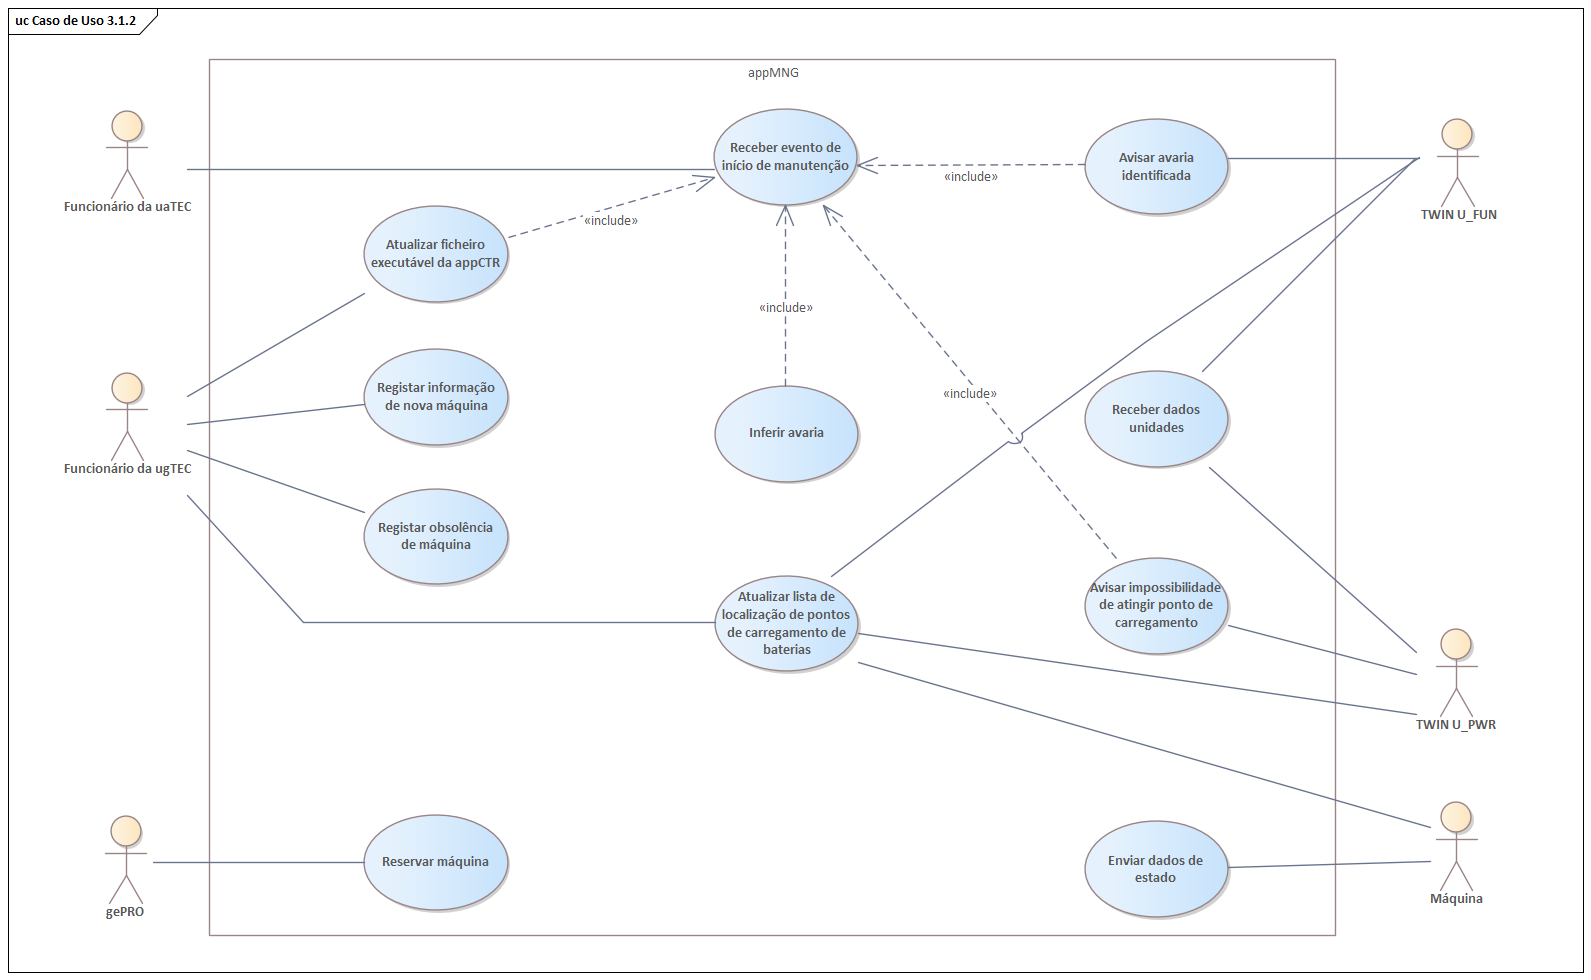 uc Caso de Uso 3.1.2
appMNG
Funcionário da uaTEC
Receber evento de
início de manutenção
«include»
Avisar avaria
identificada
TWIN U_FUN
Atualizar ficheiro
executável da appCTR
«include»
«include»
Registar informação
de nova máquina
Funcionário da ugTEC
Inferir avaria
«include»
Receber dados
unidades
Registar obsolência
de máquina
Atualizar lista de
localização de pontos
de carregamento de
baterias
Avisar impossibilidade
de atingir ponto de
carregamento
TWIN U_PWR
gePRO
Reservar máquina
Enviar dados de
estado
Máquina